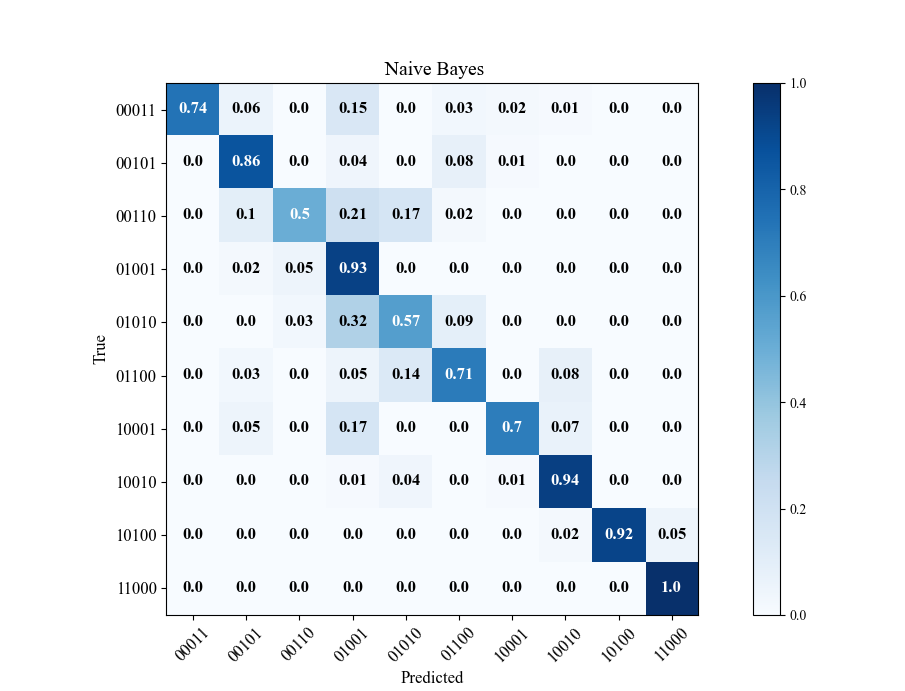 Naive Bayes
00011 0.74 0.06 0.0 0.15 0.0 0.03 0.02 0.01 0.0 0.0
00101 0.0 0.86 0.0 0.04 0.0 0.08 0.01 0.0 0.0 0.0
00110 0.0 0.1 0.5 0.21 0.17 0.02 0.0 0.0 0.0 0.0
01001 0.0 0.02 0.05 0.93 0.0 0.0 0.0 0.0 0.0 0.0
01010 0.0 0.0 0.03 0.32 0.57 0.09 0.0 0.0 0.0 0.0
01100 0.0 0.03 0.0 0.05 0.14 0.71 0.0 0.08 0.0 0.0
10001 0.0 0.05 0.0 0.17 0.0 0.0 0.7 0.07 0.0 0.0
10010 0.0 0.0 0.0 0.01 0.04 0.0 0.01 0.94 0.0 0.0
10100 0.0 0.0 0.0 0.0 0.0 0.0 0.0 0.02 0.92 0.05
11000 0.0 0.0 0.0 0.0 0.0 0.0 0.0 0.0 0.0 1.0
True
00011 00101 00110 01001 01010 01100 10001 10010 10100 11000
Predicted
1.0
0.8
0.6
0.4
0.2
0.0